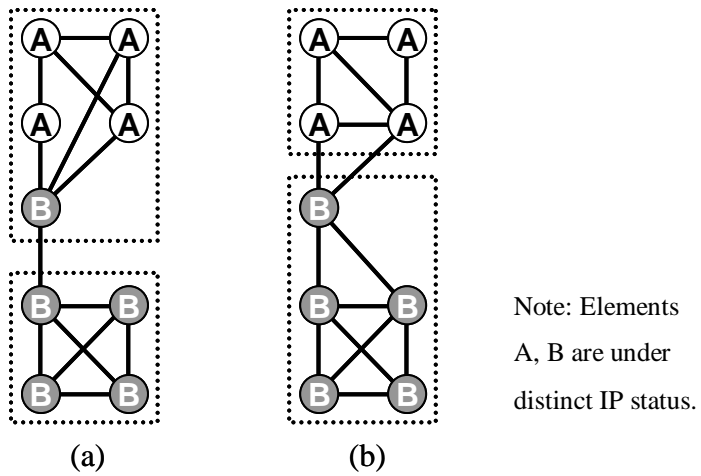 A A A A
A A A A
B B
B B B B
Note: Elements
A, B are under
B B B B
distinct IP status.
(a) (b)